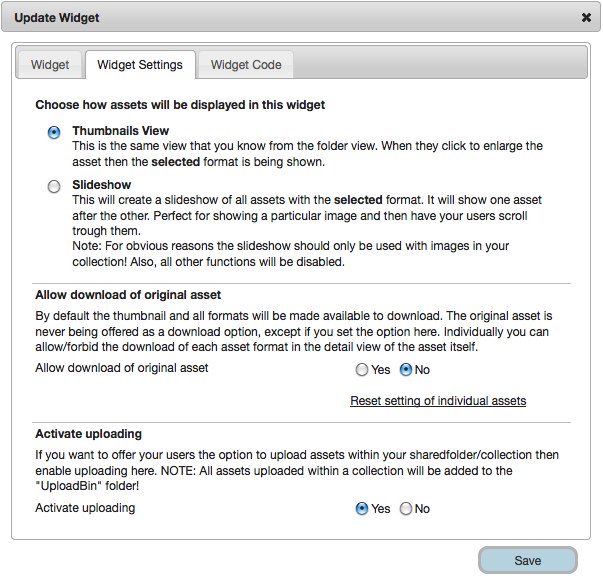 Update Widget
Widget
Widget Settings
Widget Code
Choose how assets will be displayed in this widget
Thumbnails View
This is the same view that you know from the folder view. When they click to enlarge the
asset then the selected format is being shown.
Slideshow
This will create a slideshow of all assets with the selected format. It will show one asset
after the other. Perfect for showing a particular image and then have your users scroll
trough them.
Note: For obvious reasons the slideshow should only be used with images in your
collection! Also, all other functions will be disabled.
Allow download of original asset
By default the thumbnail and all formats will be made available to download. The original asset is
never being offered as a download option, except if you set the option here. Individually you can
allow/forbid the download of each asset format in the detail view of the asset itself.
Allow download of original asset Yes No
Reset setting of individual assets
Activate uploading
If you want to offer your users the option to upload assets within your sharedfolder/collection then
enable uploading here. NOTE: All assets uploaded within a collection will be added to the
"UploadBin" folder!
Activate uploading Yes No
Save